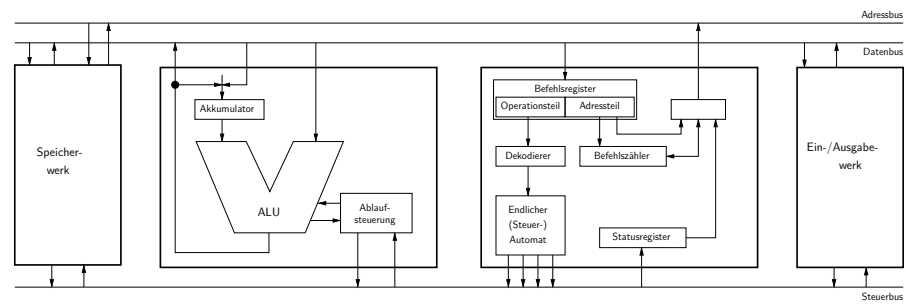 Adressbus
Datenbus
Speicher-
werk
Akkumulator
ALU
Ablauf-
steuerung
Befehlsregister
Operationsteil
Adressteil
Dekodierer
Befehlszähler
Endlicher
(Steuer-)
Automat
Statusregister
Ein-/Ausgabe-
werk
Steuerbus